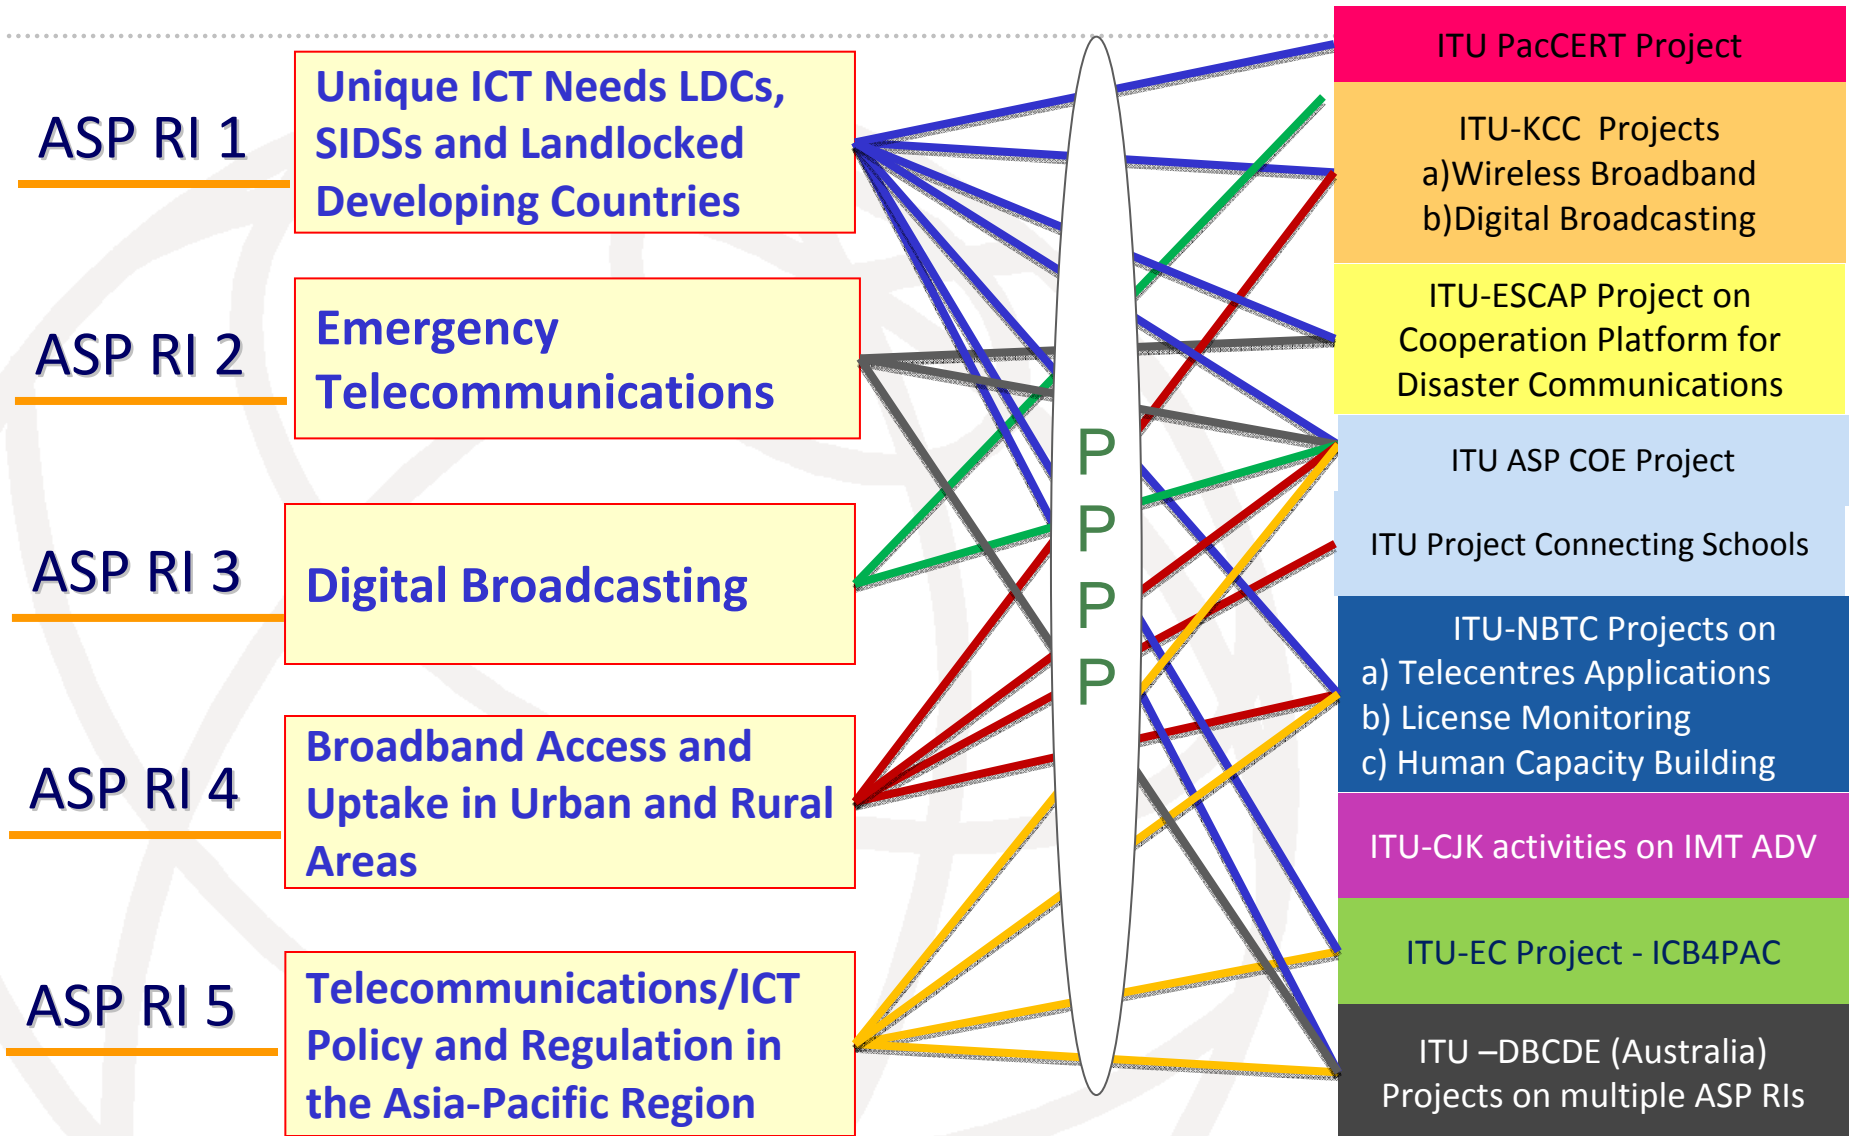 ASP RI 1
Unique ICT Needs LDCs,
SIDSs and Landlocked
Developing Countries
ASP RI 2
Emergency
Telecommunications
ASP RI 3
Digital Broadcasting
ASP RI 4
Broadband Access and
Uptake in Urban and Rural
Areas
ASP RI 5
Telecommunications/ICT
Policy and Regulation in
the Asia-Pacific Region
P
P
P
P
ITU PacCERT Project
ITU-KCC Projects
a)Wireless Broadband
b)Digital Broadcasting
ITU-ESCAP Project on
Cooperation Platform for
Disaster Communications
ITU ASP COE Project
ITU Project Connecting Schools
ITU-NBTC Projects on
a) Telecentres Applications
b) License Monitoring
c) Human Capacity Building
ITU-CJK activities on IMT ADV
ITU-EC Project - ICB4PAC
ITU –DBCDE (Australia)
Projects on multiple ASP RIs